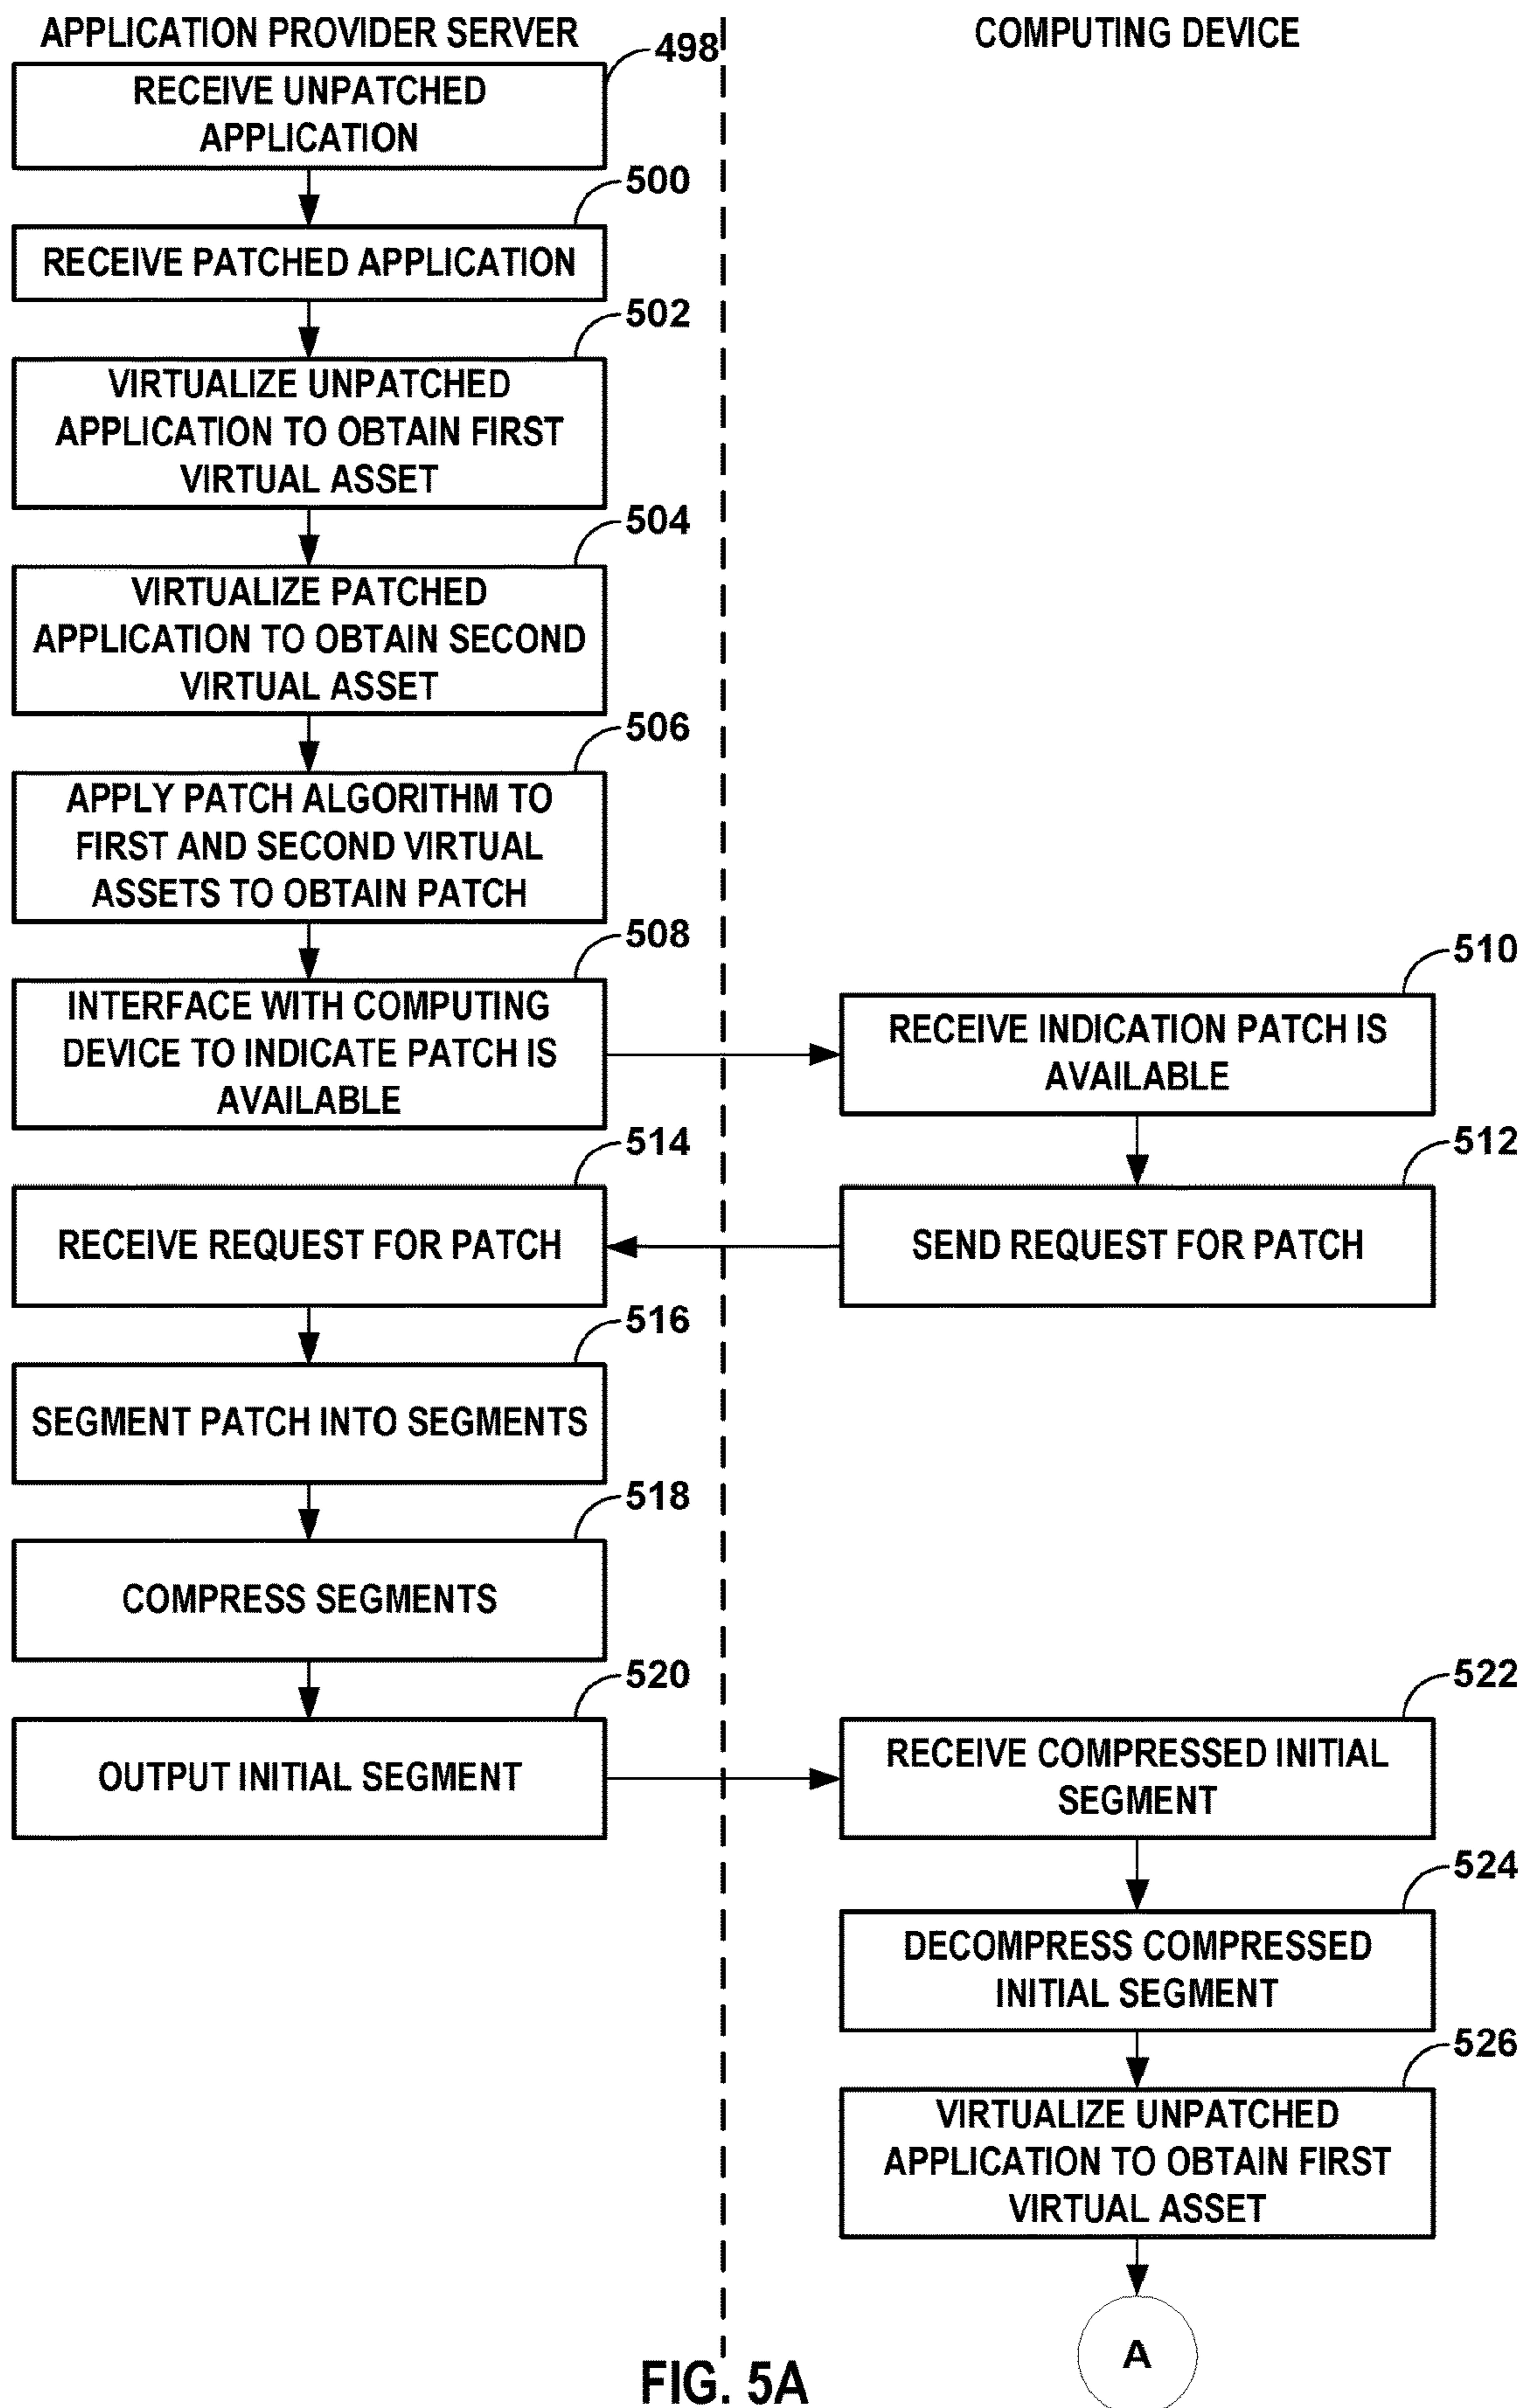 APPLICATION PROVIDER SERVER
COMPUTING DEVICE
498
RECEIVE UNPATCHED
APPLICATION
500
RECEIVE PATCHED APPLICATION
502
VIRTUALIZE UNPATCHED
APPLICATION TO OBTAIN FIRST
VIRTUAL ASSET
504
VIRTUALIZE PATCHED
APPLICATION TO OBTAIN SECOND
VIRTUAL ASSET
506
APPLY PATCH ALGORITHM TO
FIRST AND SECOND VIRTUAL
ASSETS TO OBTAIN PATCH
508
INTERFACE WITH COMPUTING
DEVICE TO INDICATE PATCH IS
AVAILABLE
510
RECEIVE INDICATION PATCH IS
AVAILABLE
512
SEND REQUEST FOR PATCH
514
RECEIVE REQUEST FOR PATCH
516
SEGMENT PATCH INTO SEGMENTS
518
COMPRESS SEGMENTS
520
OUTPUT INITIAL SEGMENT
522
RECEIVE COMPRESSED INITIAL
SEGMENT
524
DECOMPRESS COMPRESSED
INITIAL SEGMENT
526
VIRTUALIZE UNPATCHED
APPLICATION TO OBTAIN FIRST
VIRTUAL ASSET
A
FIG. 5A